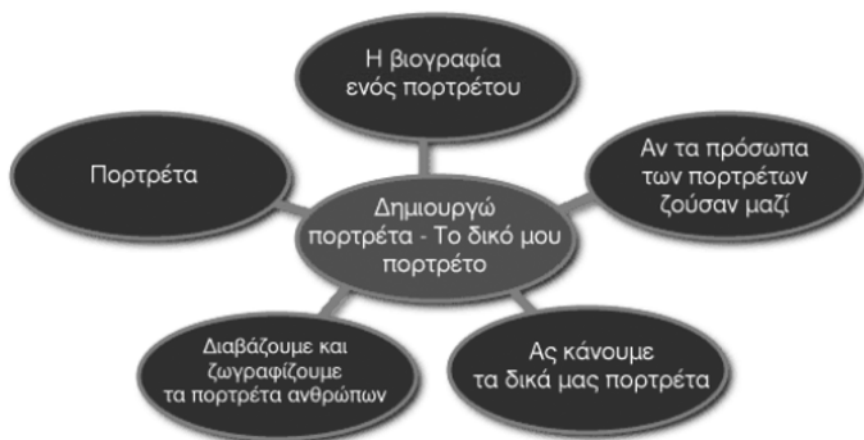 Η βιογραφία
ενός πορτρέτου
Πορτρέτα
Αν τα πρόσωπα
των πορτρέτων
ζούσαν μαζί
Δημιουργώ
πορτρέτα - Το δικό μου
πορτρέτο
Διαβάζουμε και
ζωγραφίζουμε
τα πορτρέτα ανθρώπων
Ας κάνουμε
τα δικά μας πορτρέτα